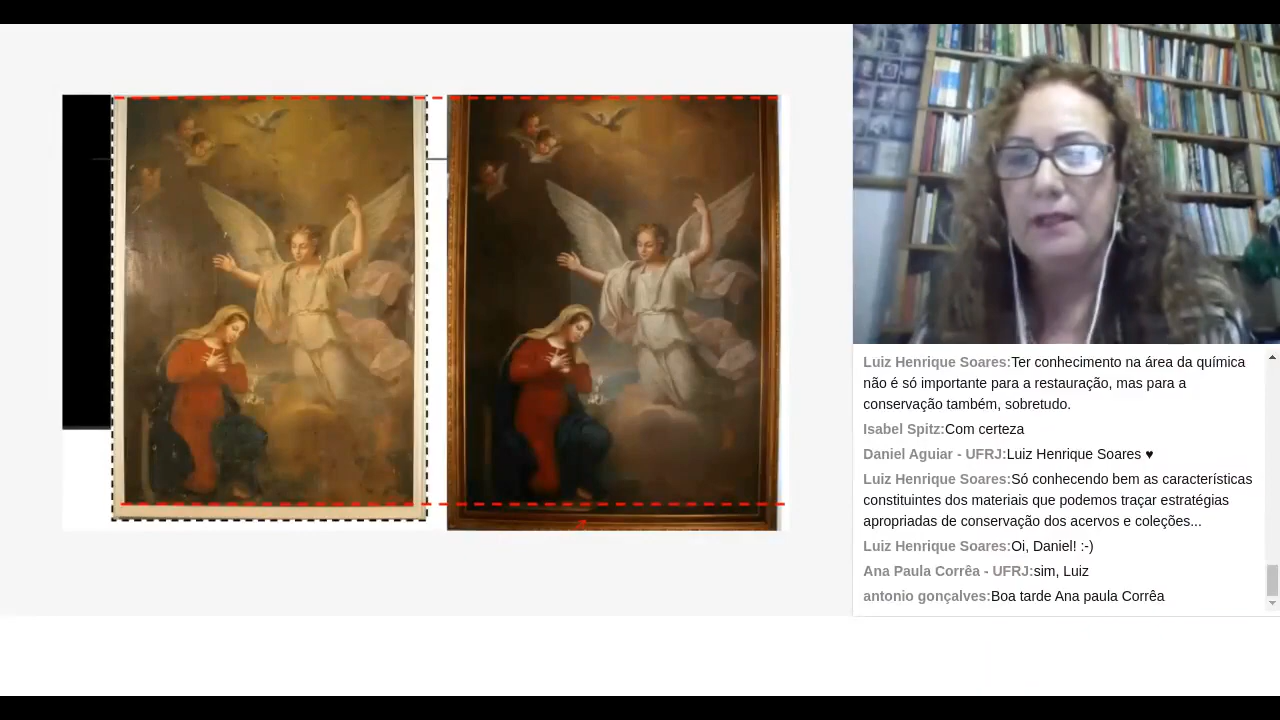 Luiz Henrique Soares:Ter conhecimento na área da química
não é só importante para a restauração, mas para a
conservação também, sobretudo.
Isabel Spitz:Com certeza
Daniel Aguiar - UFRJ:Luiz Henrique Soares ♥
Luiz Henrique Soares:Só conhecendo bem as características
constituintes dos materiais que podemos traçar estratégias
apropriadas de conservação dos acervos e coleções...
Luiz Henrique Soares:Oi, Daniel! :-)
Ana Paula Corrêa - UFRJ:sim, Luiz
antonio gonçalves:Boa tarde Ana paula Corrêa